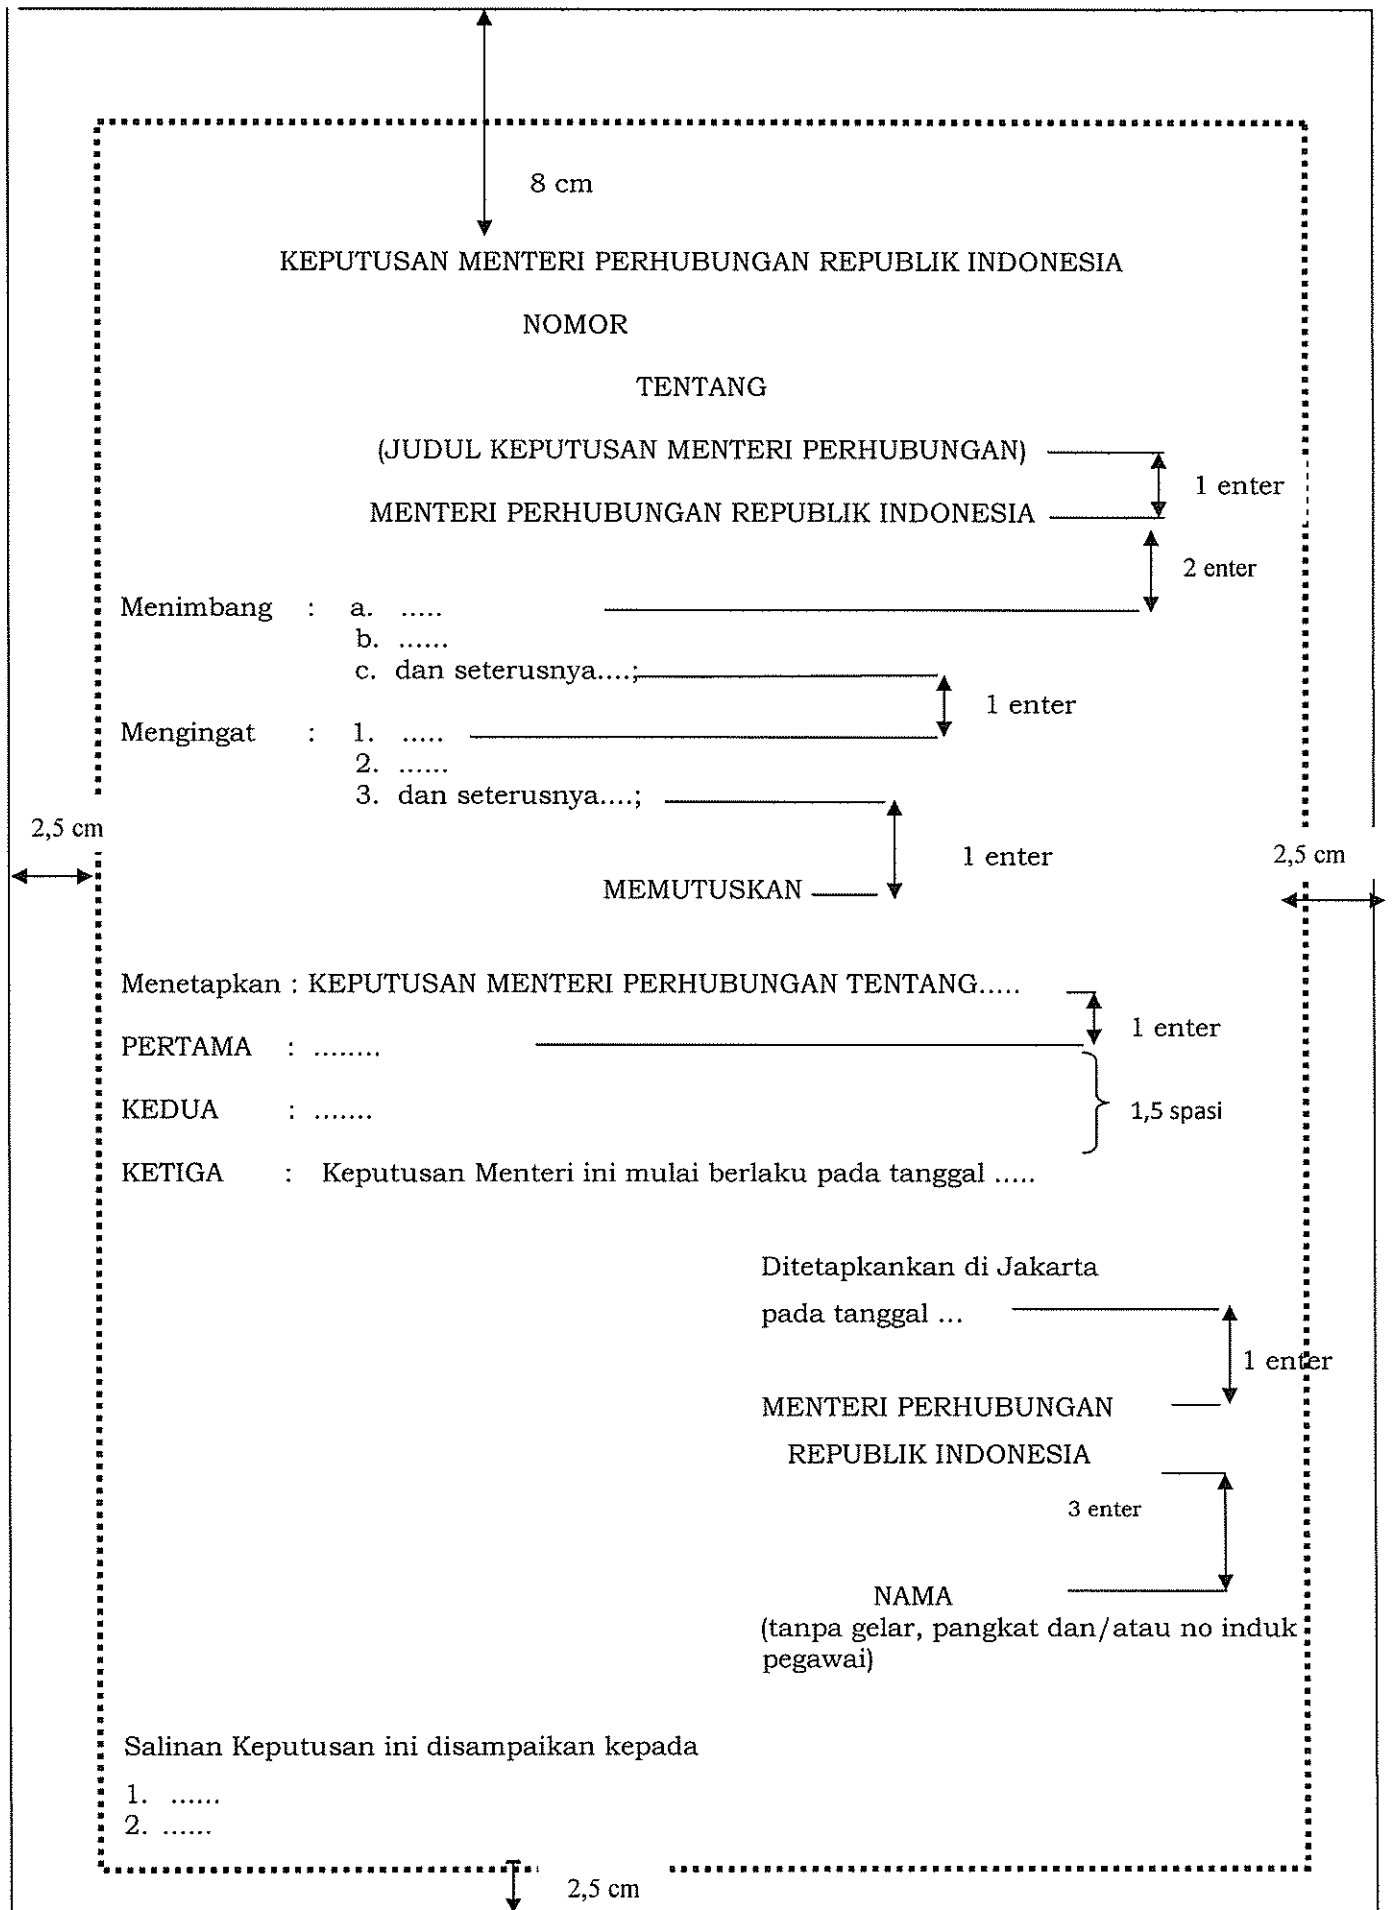 8 cm
KEPUTUSAN MENTERI PERHUBUNGAN REPUBLIK INDONESIA
NOMOR
TENTANG
(JUDUL KEPUTUSAN MENTERI PERHUBUNGAN)
1 enter
MENTERI PERHUBUNGAN REPUBLIK INDONESIA
2 enter
Menimbang : a. .....
b. ......
c. dan seterusnya....;
1 enter
Mengingat : 1. .....
2. ......
3. dan seterusnya....;
2,5 cm
1 enter
2,5 cm
MEMUTUSKAN
Menetapkan : KEPUTUSAN MENTERI PERHUBUNGAN TENTANG.....
1 enter
PERTAMA : ........
KEDUA : .......
1,5 spasi
KETIGA : Keputusan Menteri ini mulai berlaku pada tanggal .....
Ditetapkankan di Jakarta
pada tanggal ...
1 enter
MENTERI PERHUBUNGAN
REPUBLIK INDONESIA
3 enter
NAMA
(tanpa gelar, pangkat dan/atau no induk
pegawai)
Salinan Keputusan ini disampaikan kepada
1. ......
2. ......
2,5 cm